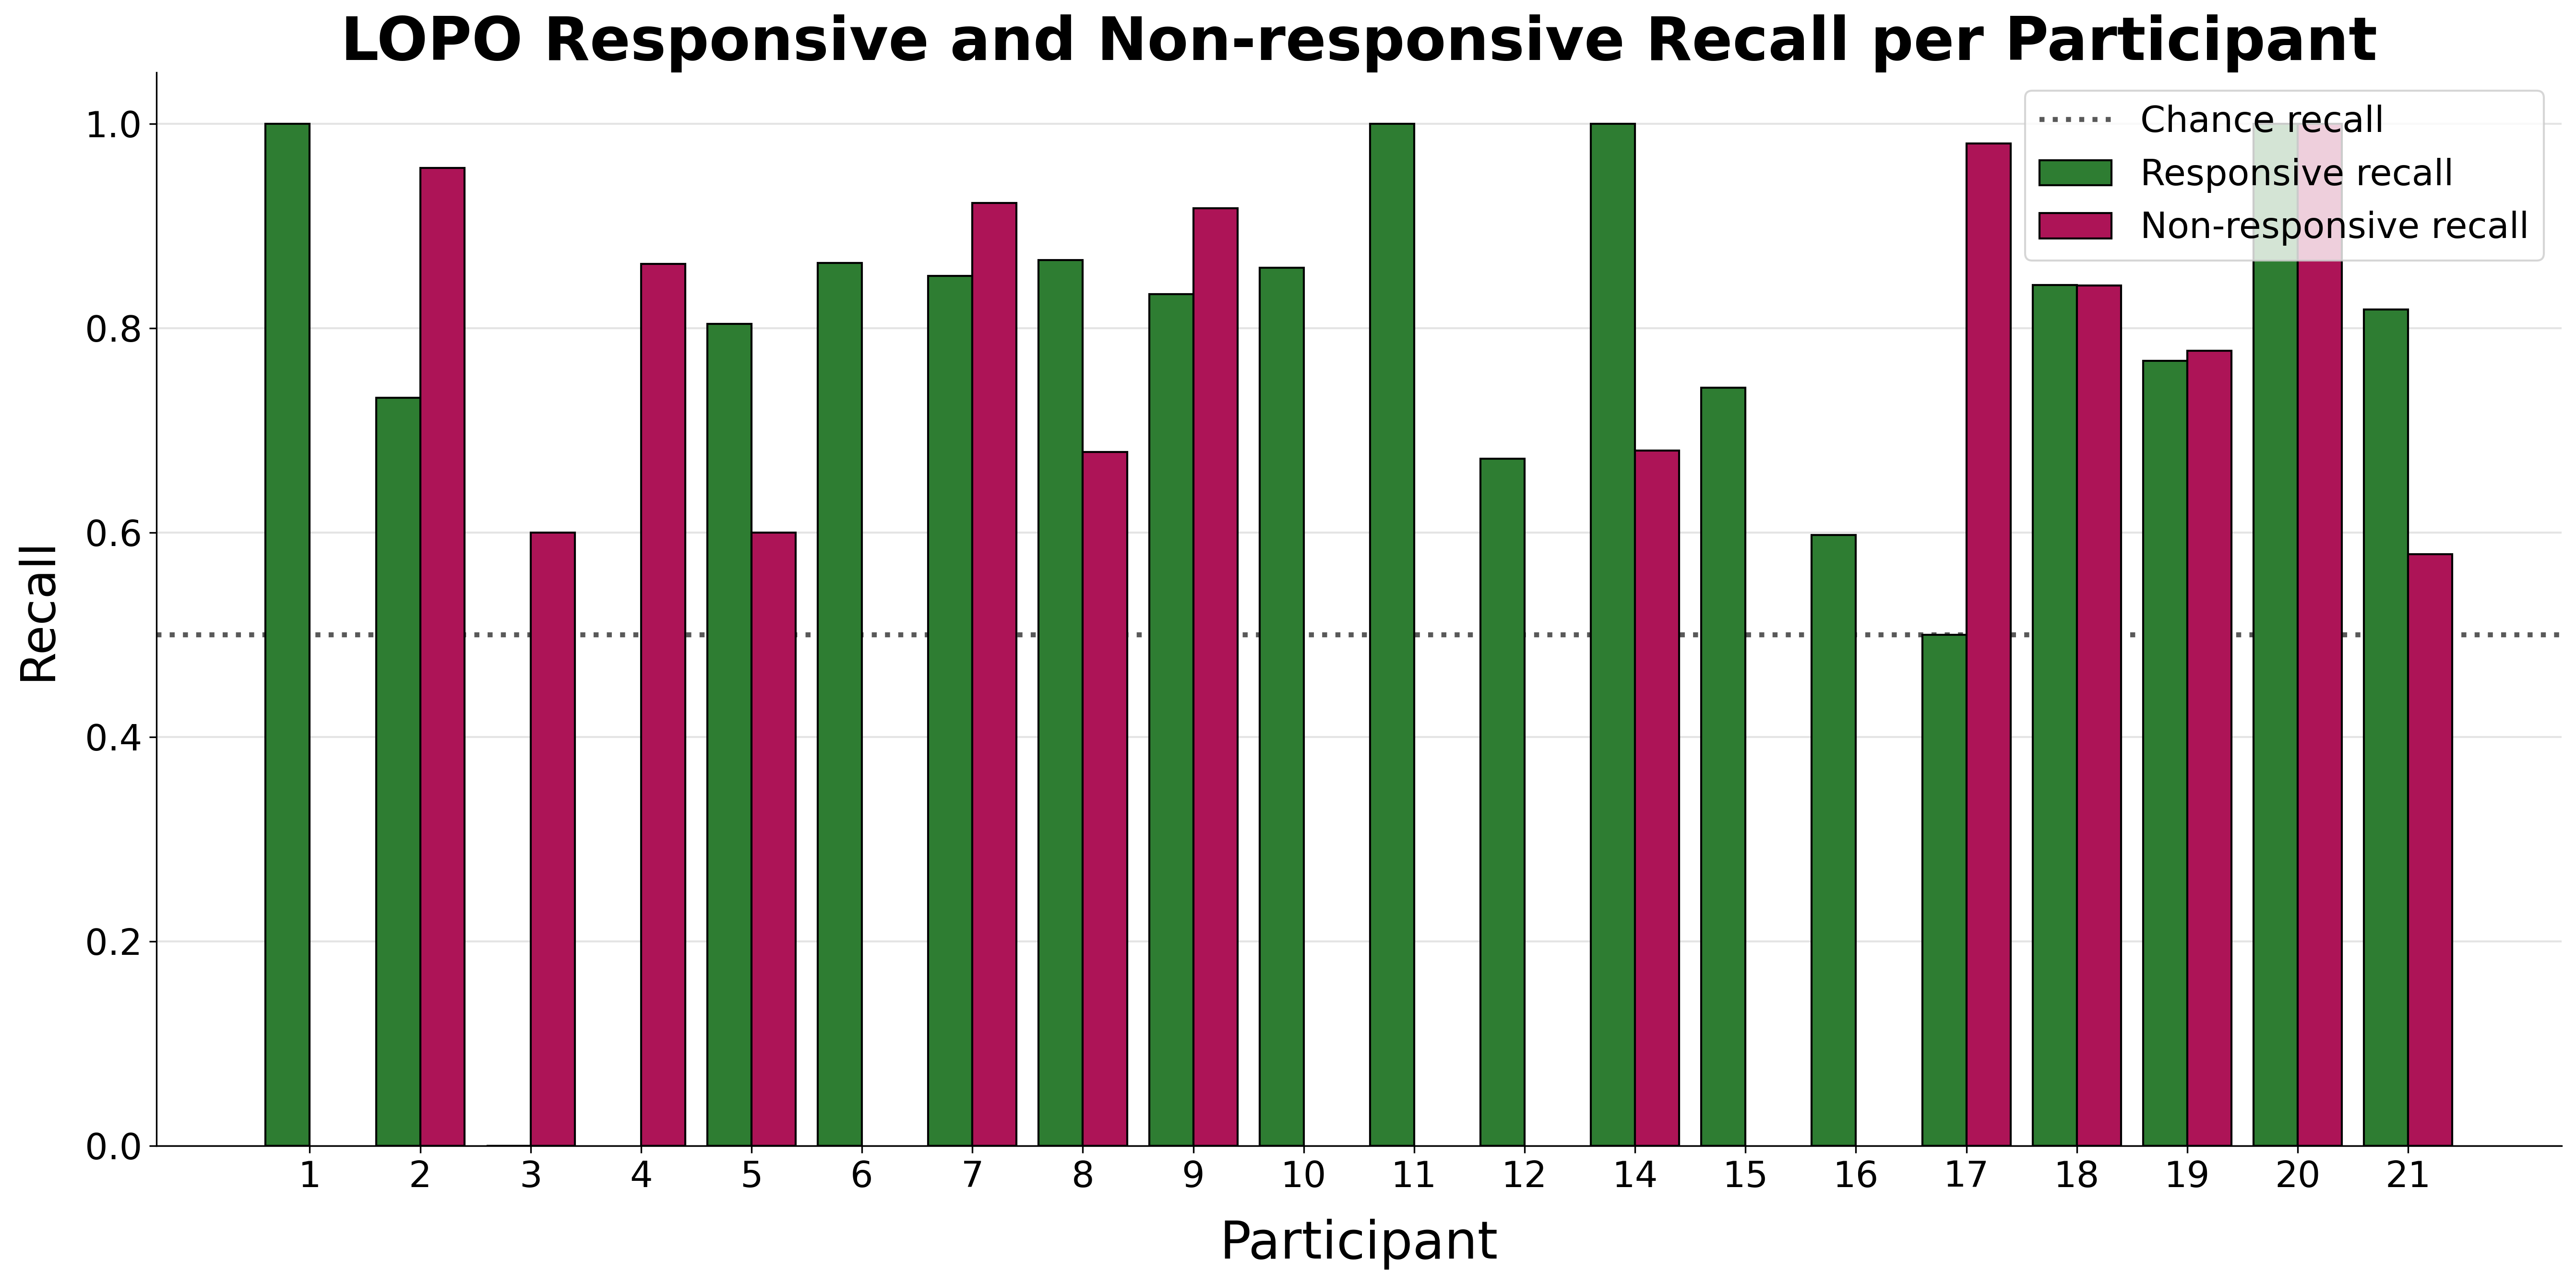 LOPO Responsive and Non-responsive Recall per Participant
Chance recall
Responsive recall
Non-responsive recall
Recall
1.0
0.8
0.6
0.4
0.2
0.0
1 2 3 4 5 6 7 8 9 10 11 12 14 15 16 17 18 19 20 21
Participant